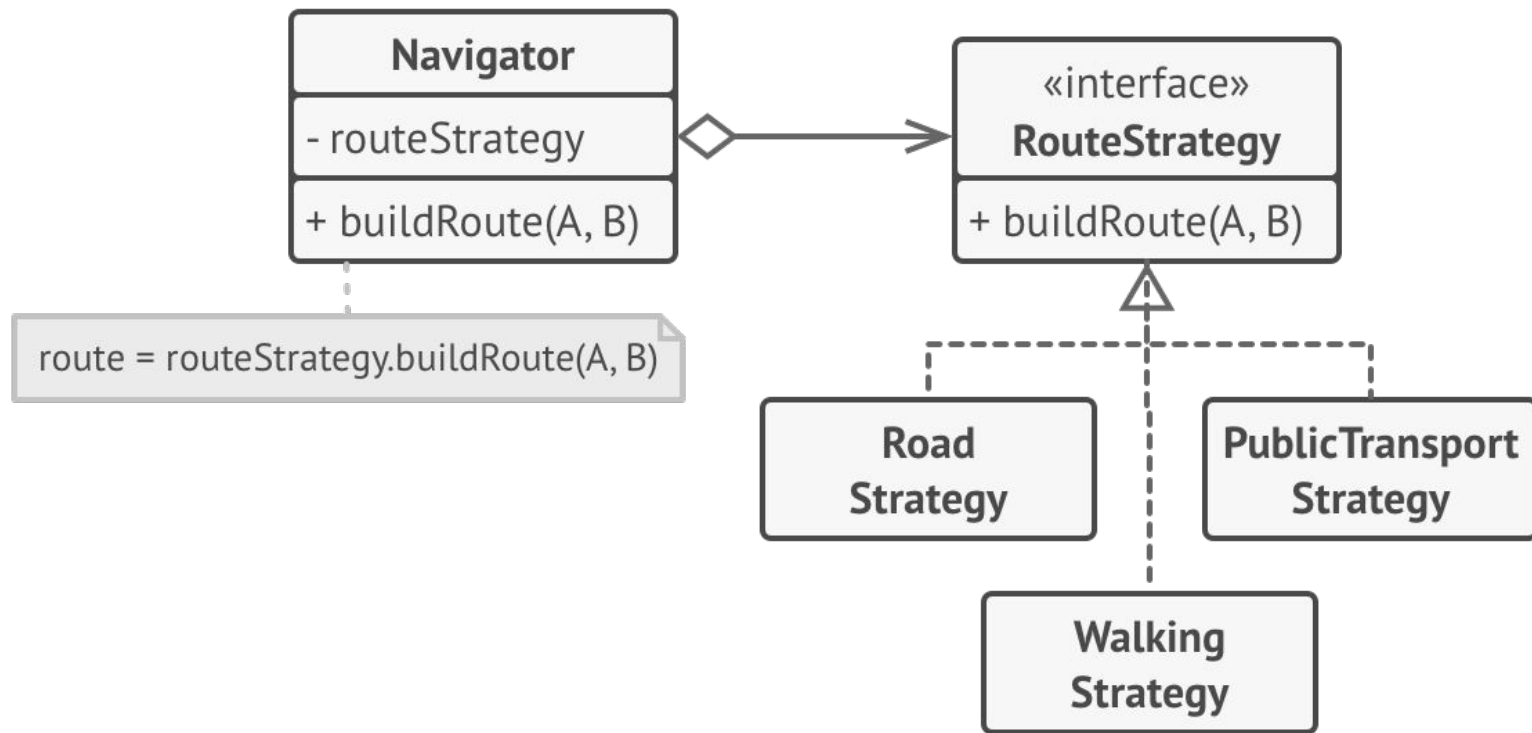 Navigator
- routeStrategy
+ buildRoute(A, B)
route = routeStrategy.buildRoute(A, B)
«interface»
RouteStrategy
+ buildRoute(A, B)
Road
Strategy
PublicTransport
Strategy
Walking
Strategy